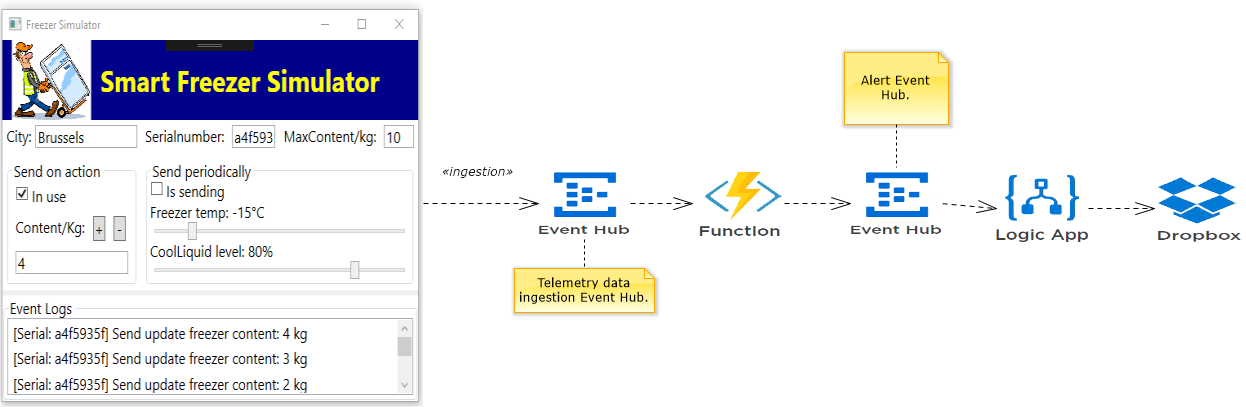 Freezer Simulator
Smart Freezer Simulator
City: Brussels Serialnumber: a4f593 MaxContent/kg: 10
Send on action
In use
Content/Kg: + -
4
Send periodically
Is sending
Freezer temp: -15°C
CoolLiquid level: 80%
Event Logs
[Serial: a4f5935f] Send update freezer content: 4 kg
[Serial: a4f5935f] Send update freezer content: 3 kg
[Serial: a4f5935f] Send update freezer content: 2 kg
«ingestion»
Event Hub
Telemetry data
ingestion Event Hub.
Function
Alert Event
Hub.
Event Hub
Logic App
Dropbox